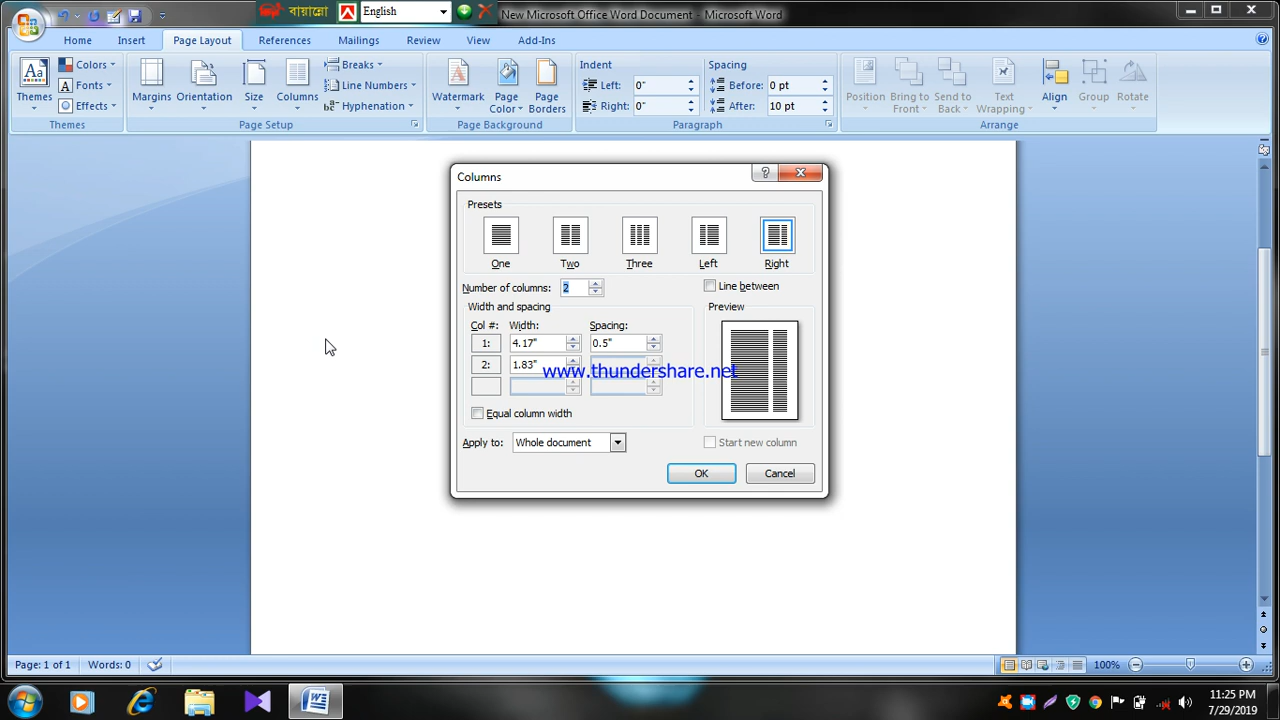 বায়ান্নো English New Microsoft Office Word Document - Microsoft Word
Home Insert Page Layout References Mailings Review View Add-Ins
Themes Colors Fonts Effects
Themes
Margins Orientation Size Columns Breaks Line Numbers Hyphenation
Page Setup
Watermark Page Color Page Borders
Page Background
Indent Spacing
Left: 0" Before: 0 pt
Right: 0" After: 10 pt
Paragraph
Position Bring to Front Send to Back Text Wrapping Align Group Rotate
Arrange
Columns
Presets
One Two Three Left Right
Number of columns: 2 Line between
Width and spacing Preview
Col #: Width: Spacing:
1: 4.17" 0.5"
2: 1.83"
www.thundershare.net
Equal column width
Apply to: Whole document Start new column
OK Cancel
Page: 1 of 1 Words: 0 100%
11:25 PM
7/29/2019